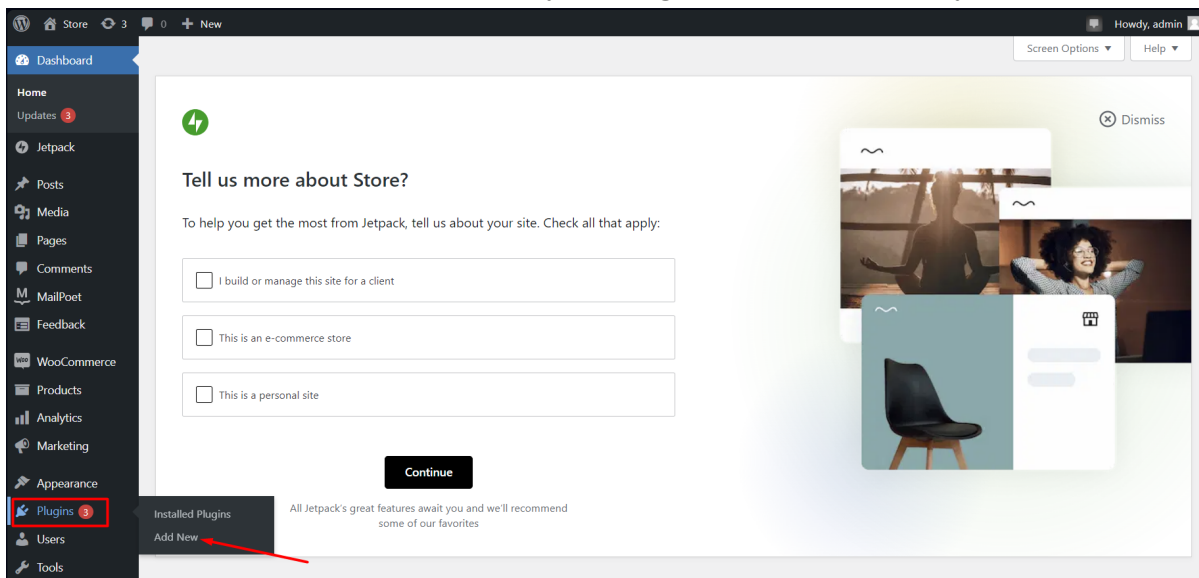 Store 3 0 + New
Howdy, admin
Screen Options ▼ Help ▼
Dashboard
Home
Updates 3
Jetpack
Posts
Media
Pages
Comments
MailPoet
Feedback
WooCommerce
Products
Analytics
Marketing
Appearance
Plugins 3
Users
Tools
Installed Plugins
Add New
Dismiss
Tell us more about Store?
To help you get the most from Jetpack, tell us about your site. Check all that apply:
I build or manage this site for a client
This is an e-commerce store
This is a personal site
Continue
All Jetpack's great features await you and we'll recommend
some of our favorites